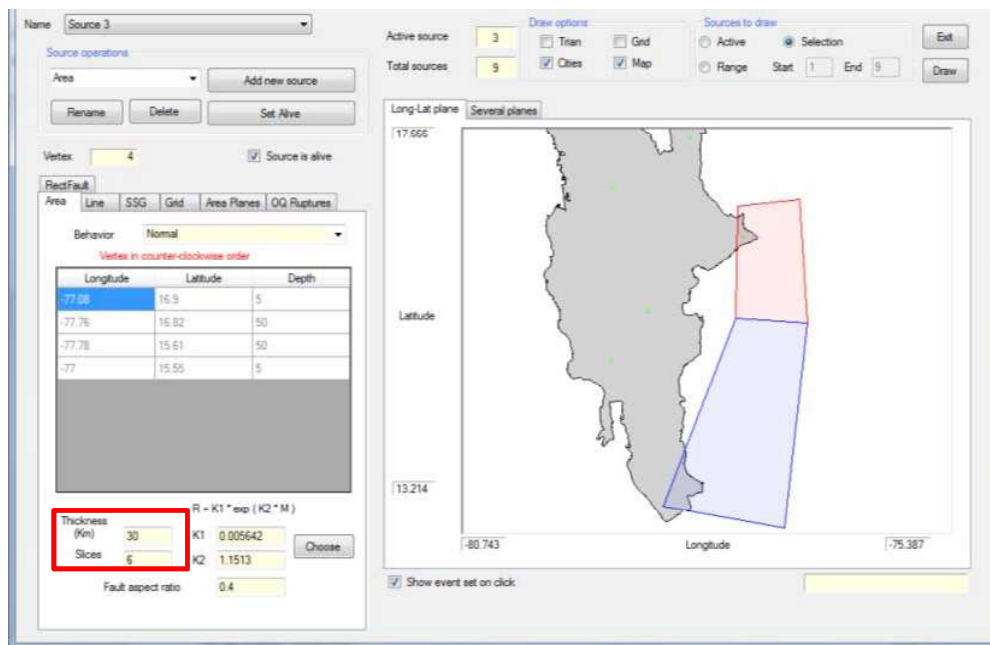 Name Source 3
Source operations
Area Add new source
Rename Delete Set Alive
Vertex 4 Source is alive
RectFault
Area Line SSG Grid Area Planes OQ Ruptures
Behavior Normal
Vertex in counter-clockwise order
Longitude Latitude Depth
-77.08 16.9 5
-77.76 16.82 50
-77.78 15.61 50
-77 15.55 5
R = K1 * exp ( K2 * M )
Thickness
(Km) 30 K1 0.005642
Choose
Slices 6 K2 1.1513
Fault aspect ratio 0.4
Active source 3
Total sources 9
Draw options
Trian Grid
Cities Map
Sources to draw
Active Selection
Range Start 1 End 9
Exit
Draw
Long-Lat plane Several planes
17.666
Latitude
13.214
-80.743 Longitude -75.387
Show event set on click